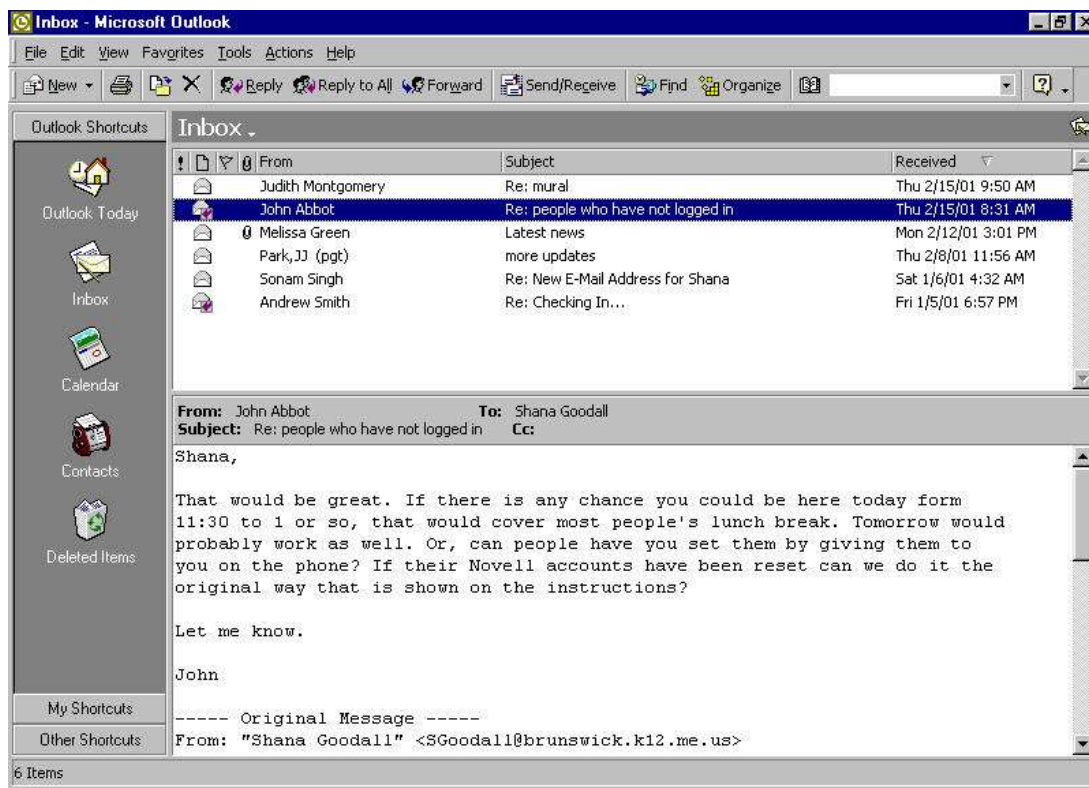 Inbox - Microsoft Outlook
File Edit View Favorites Tools Actions Help
New Reply Reply to All Forward Send/Receive Find Organize
Outlook Shortcuts
Outlook Today
Inbox
Calendar
Contacts
Deleted Items
My Shortcuts
Other Shortcuts
Inbox
! From Subject Received
Judith Montgomery Re: mural Thu 2/15/01 9:50 AM
John Abbot Re: people who have not logged in Thu 2/15/01 8:31 AM
Melissa Green Latest news Mon 2/12/01 3:01 PM
Park,JJ (pgt) more updates Thu 2/8/01 11:56 AM
Sonam Singh Re: New E-Mail Address for Shana Sat 1/6/01 4:32 AM
Andrew Smith Re: Checking In... Fri 1/5/01 6:57 PM
From: John Abbot To: Shana Goodall
Subject: Re: people who have not logged in Cc:
Shana,
That would be great. If there is any chance you could be here today form
11:30 to 1 or so, that would cover most people's lunch break. Tomorrow would
probably work as well. Or, can people have you set them by giving them to
you on the phone? If their Novell accounts have been reset can we do it the
original way that is shown on the instructions?
Let me know.
John
----- Original Message -----
From: "Shana Goodall" <SGoodall@brunswick.k12.me.us>
6 Items